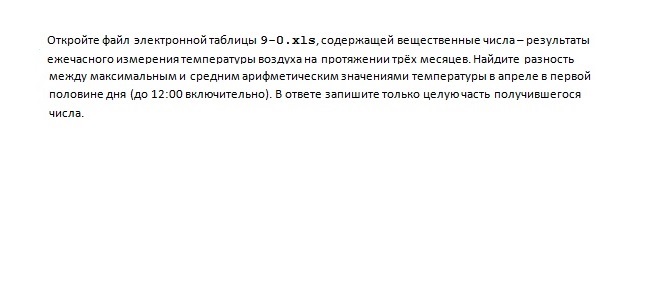 Откройте файл электронной таблицы 9-0.xls, содержащей вещественные числа – результаты
ежечасного измерения температуры воздуха на протяжении трёх месяцев. Найдите разность
между максимальным и средним арифметическим значениями температуры в апреле в первой
половине дня (до 12:00 включительно). В ответе запишите только целую часть получившегося
числа.